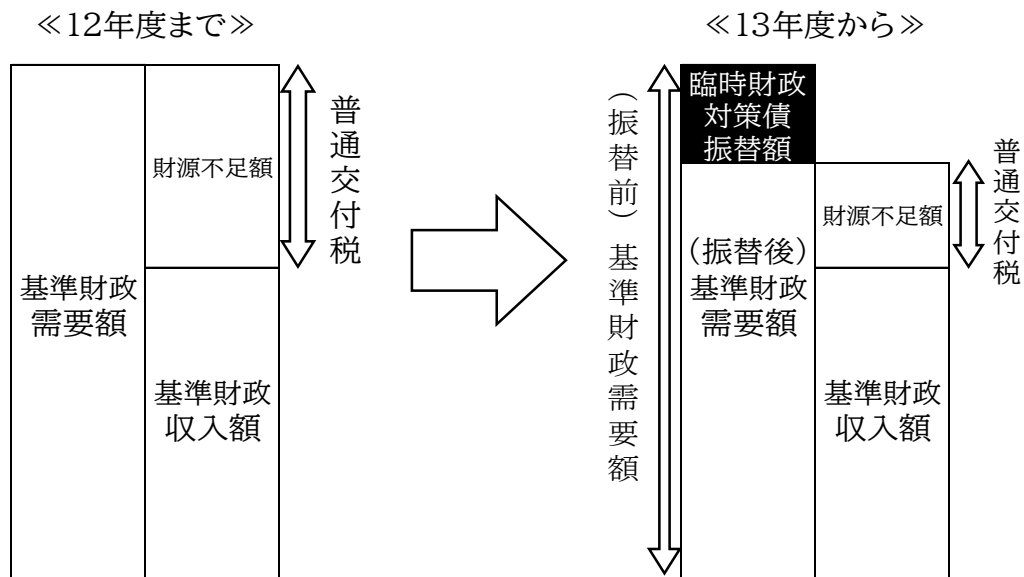 ≪12年度まで≫
基準財政
需要額
財源不足額
基準財政
収入額
普通交付税
≪13年度から≫
（振替前）基準財政需要額
臨時財政
対策債
振替額
(振替後)
基準財政
需要額
財源不足額
基準財政
収入額
普通交付税